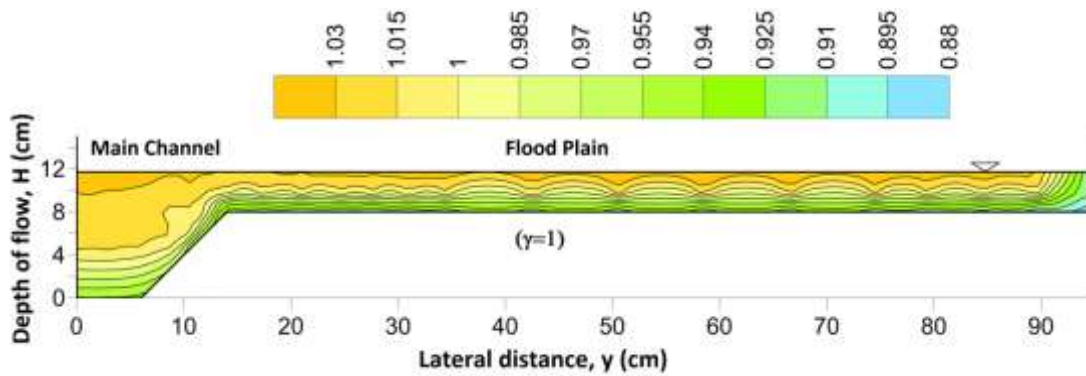 1.03 1.015 1 0.985 0.97 0.955 0.94 0.925 0.91 0.895 0.88
Main Channel Flood Plain
Depth of flow, H (cm)
12
8
4
0
(γ=1)
0 10 20 30 40 50 60 70 80 90
Lateral distance, y (cm)